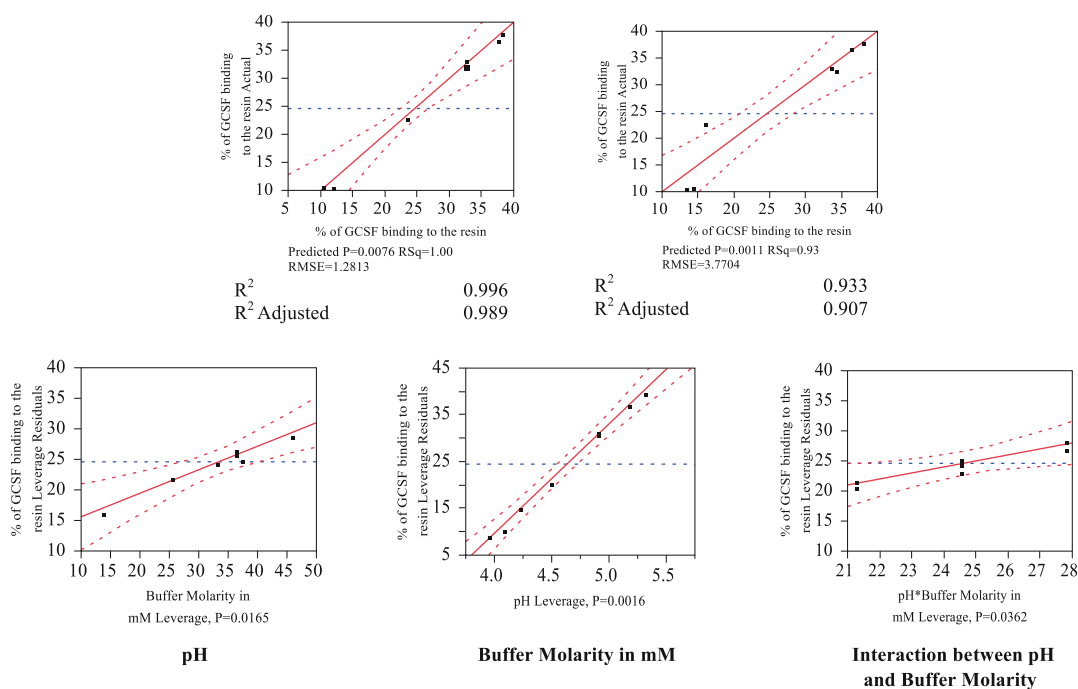 40
35
30
25
20
15
10
% of GCSF binding
to the resin Actual
5 10 15 20 25 30 35 40
% of GCSF binding to the resin
Predicted P=0.0076 RSq=1.00
RMSE=1.2813
R² 0.996
R² Adjusted 0.989
40
35
30
25
20
15
10
% of GCSF binding
to the resin Actual
10 15 20 25 30 35 40
% of GCSF binding to the resin
Predicted P=0.0011 RSq=0.93
RMSE=3.7704
R² 0.933
R² Adjusted 0.907
40
35
30
25
20
15
10
% of GCSF binding to the
resin Leverage Residuals
10 15 20 25 30 35 40 45 50
Buffer Molarity in
mM Leverage, P=0.0165
pH
45
35
25
15
5
% of GCSF binding to the
resin Leverage Residuals
4.0 4.5 5.0 5.5
pH Leverage, P=0.0016
Buffer Molarity in mM
40
35
30
25
20
15
10
% of GCSF binding to the
resin Leverage Residuals
21 22 23 24 25 26 27 28
pH*Buffer Molarity in
mM Leverage, P=0.0362
Interaction between pH
and Buffer Molarity